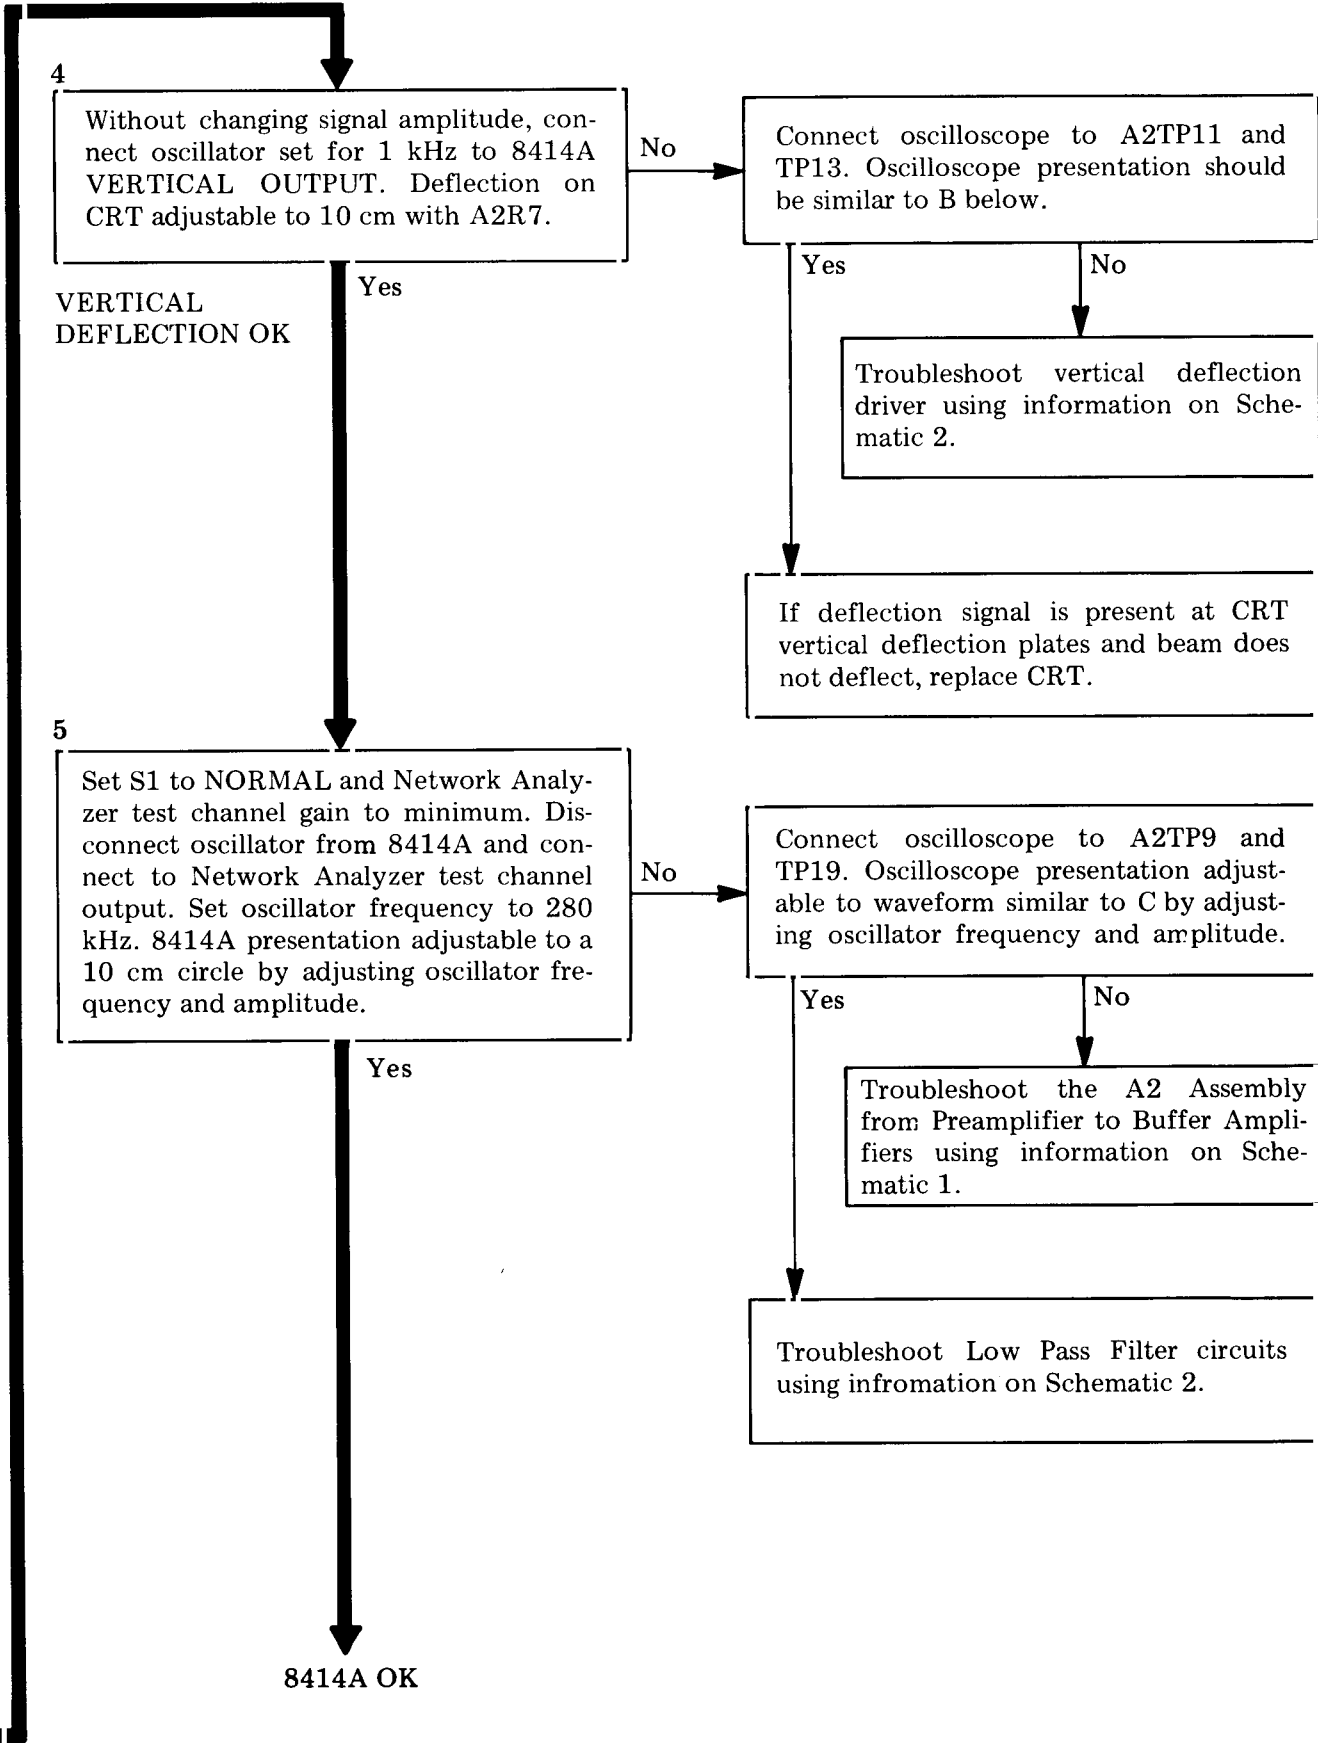 4
Without changing signal amplitude, con-
nect oscillator set for 1 kHz to 8414A
VERTICAL OUTPUT. Deflection on
CRT adjustable to 10 cm with A2R7.
No
Connect oscilloscope to A2TP11 and
TP13. Oscilloscope presentation should
be similar to B below.
Yes
VERTICAL
DEFLECTION OK
Yes
No
Troubleshoot vertical deflection
driver using information on Sche-
matic 2.
If deflection signal is present at CRT
vertical deflection plates and beam does
not deflect, replace CRT.
5
Set S1 to NORMAL and Network Analy-
zer test channel gain to minimum. Dis-
connect oscillator from 8414A and con-
nect to Network Analyzer test channel
output. Set oscillator frequency to 280
kHz. 8414A presentation adjustable to a
10 cm circle by adjusting oscillator fre-
quency and amplitude.
No
Connect oscilloscope to A2TP9 and
TP19. Oscilloscope presentation adjust-
able to waveform similar to C by adjust-
ing oscillator frequency and amplitude.
Yes
Yes
No
Troubleshoot the A2 Assembly
from Preamplifier to Buffer Ampli-
fiers using information on Sche-
matic 1.
Troubleshoot Low Pass Filter circuits
using infromation on Schematic 2.
8414A OK